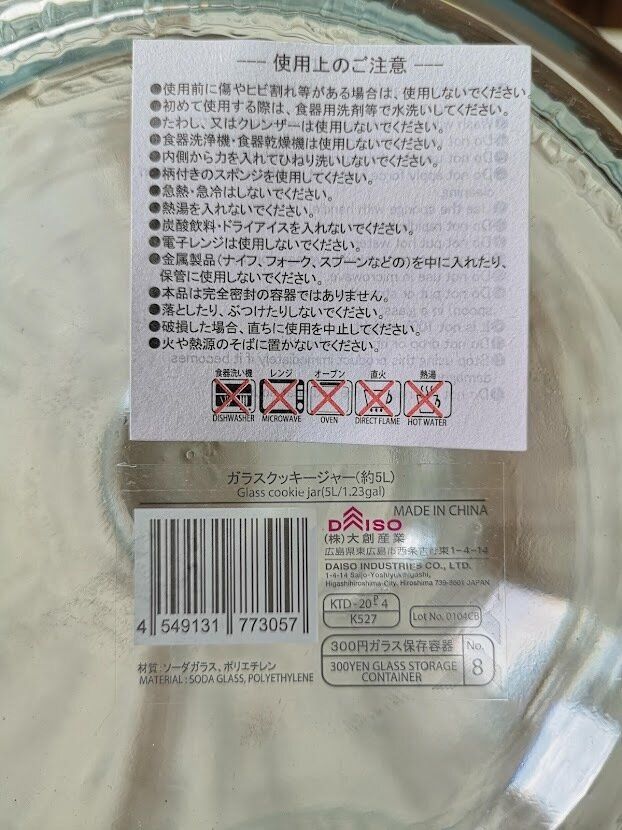 --- 使用上のご注意 ---
●使用前に傷やヒビ割れ等がある場合は、使用しないでください。
●初めて使用する際は、食器用洗剤等で水洗いしてください。
●たわし、又はクレンザーは使用しないでください。
●食器洗浄機・食器乾燥機は使用しないでください。
●内側から力を入れてひねり洗いしないでください。
●柄付きのスポンジを使用してください。
●急熱・急冷はしないでください。
●熱湯を入れないでください。
●炭酸飲料・ドライアイスを入れないでください。
●電子レンジは使用しないでください。
●金属製品(ナイフ、フォーク、スプーンなどの)を中に入れたり、
保管に使用しないでください。
●本品は完全密封の容器ではありません。
●落としたり、ぶつけたりしないでください。
●破損した場合、直ちに使用を中止してください。
●火や熱源のそばに置かないでください。
食器洗い機 レンジ オーブン 直火 熱湯
DISHWASHER MICROWAVE OVEN DIRECT FLAME HOT WATER
ガラスクッキージャー(約5L)
Glass cookie jar(5L/1.23gal)
MADE IN CHINA
DAISO
(株)大創産業
広島県東広島市西条吉行東1-4-14
DAISO INDUSTRIES CO., LTD.
1-4-14 Saijo-Yoshiyukihigashi,
Higashihiroshima-City, Hiroshima 739-8501 JAPAN
KTD-20 P 4
K527
Lot No. 0104CB
4 549131 773057
300円ガラス保存容器
300YEN GLASS STORAGE
CONTAINER
No.
8
材質:ソーダガラス、ポリエチレン
MATERIAL : SODA GLASS, POLYETHYLENE